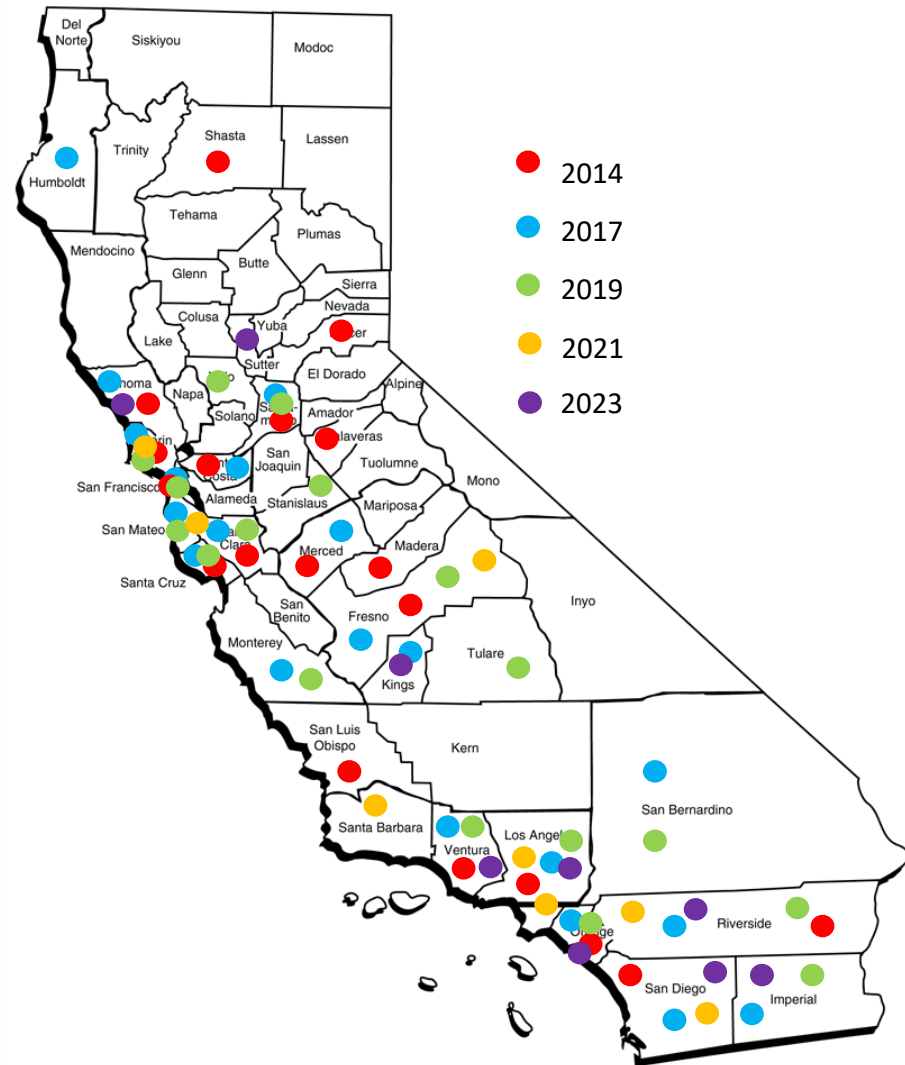 Del
Norte
Siskiyou
Modoc
Shasta
Lassen
Trinity
Humboldt
Tehama
Plumas
Mendocino
Butte
Glenn
Sierra
Nevada
Colusa
Yuba
Lake
Sutter
El Dorado
Alpine
Napa
Solano
Amador
San
Joaquin
Tuolumne
Mono
San Francisco
Alameda
Stanislaus
Mariposa
San Mateo
Merced
Madera
Santa Cruz
San
Benito
Fresno
Inyo
Monterey
Tulare
Kings
San Luis
Obispo
Kern
San Bernardino
Santa Barbara
Los
Ventura
Riverside
San Diego
Imperial
2014
2017
2019
2021
2023